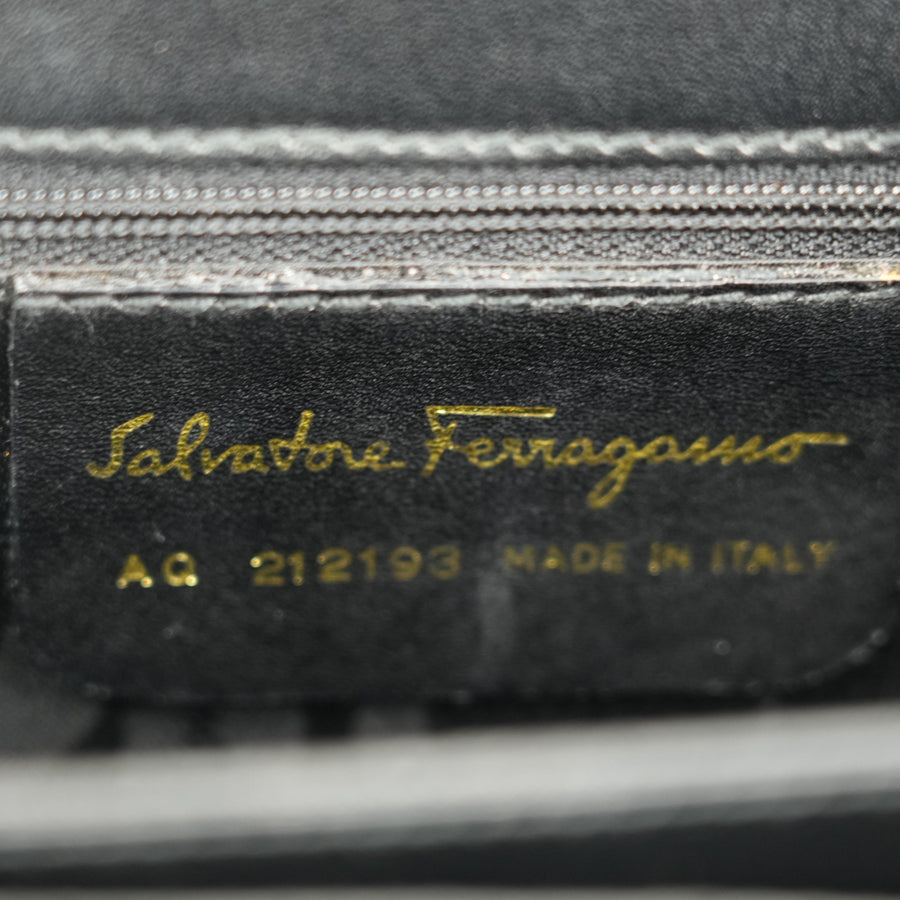 Salvatore Ferragamo
AQ 212193 MADE IN ITALY